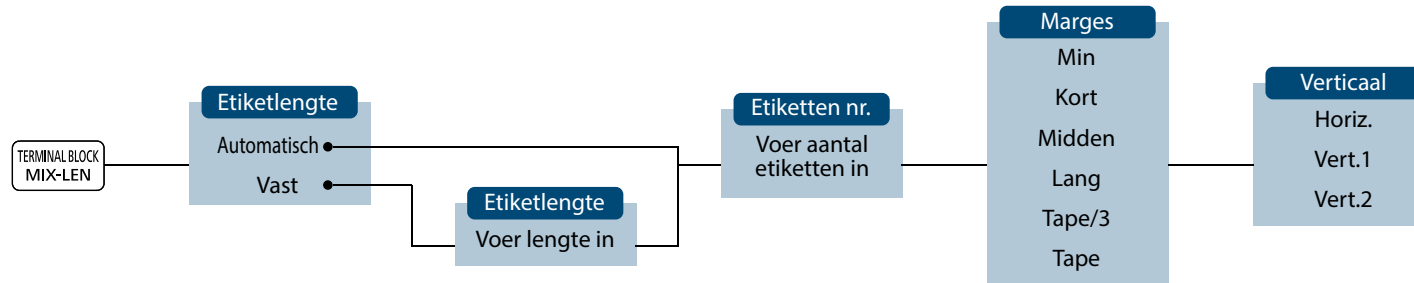 TERMINAL BLOCK
MIX-LEN
Etiketlengte
Automatisch
Vast
Etiketlengte
Voer lengte in
Etiketten nr.
Voer aantal
etiketten in
Marges
Min
Kort
Midden
Lang
Tape/3
Tape
Verticaal
Horiz.
Vert.1
Vert.2